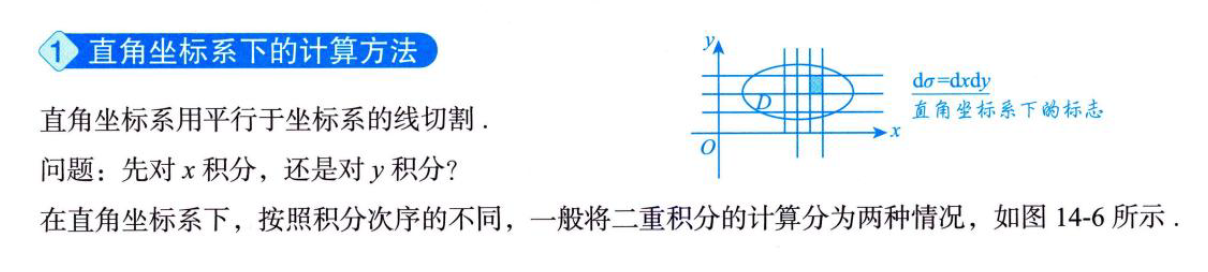 1 直角坐标系下的计算方法
y
D
O
x
dσ=dxdy
直角坐标系下的标志
直角坐标系用平行于坐标系的线切割.
问题：先对 x 积分，还是对 y 积分？
在直角坐标系下，按照积分次序的不同，一般将二重积分的计算分为两种情况，如图 14-6 所示.